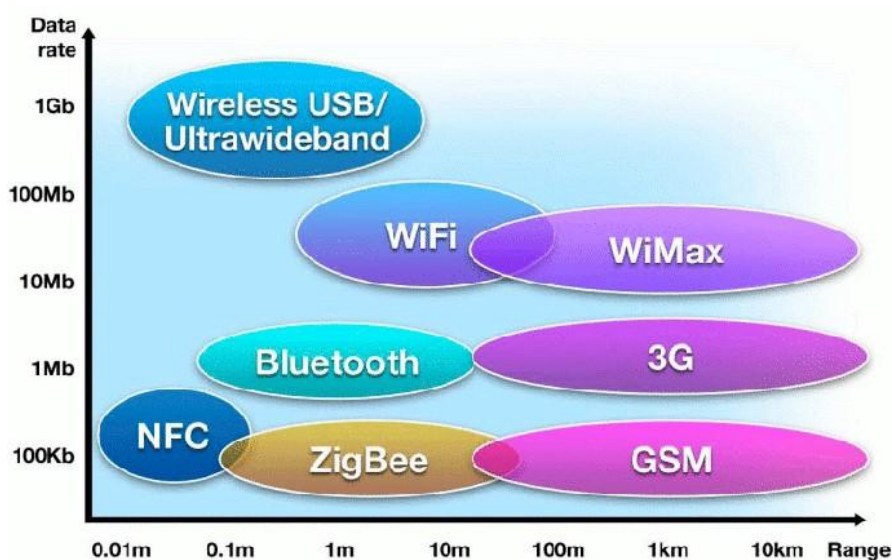 Data
rate
1Gb
Wireless USB/
Ultrawideband
100Mb
WiFi
WiMax
10Mb
Bluetooth
3G
1Mb
NFC
ZigBee
GSM
100Kb
0.01m 0.1m 1m 10m 100m 1km 10km Range